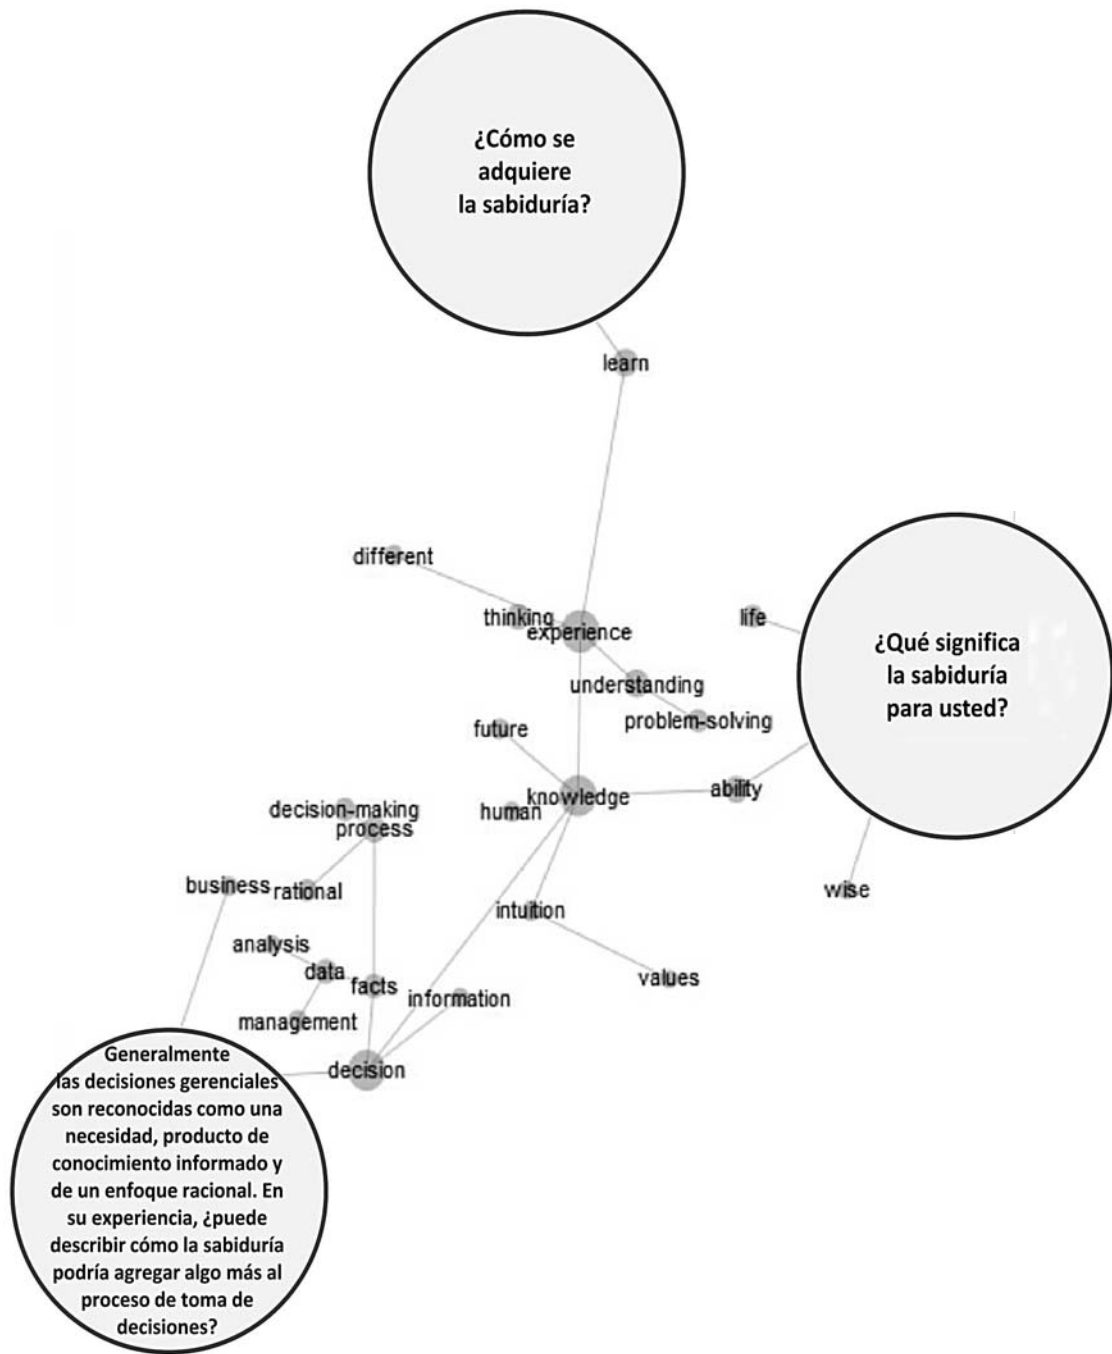 ¿Cómo se
adquiere
la sabiduría?
learn
different
thinking
experience
life
¿Qué significa
la sabiduría
para usted?
understanding
problem-solving
future
knowledge
ability
human
decision-making
process
business
rational
wise
intuition
analysis
data
facts
information
values
management
decision
Generalmente
las decisiones gerenciales
son reconocidas como una
necesidad, producto de
conocimiento informado y
de un enfoque racional. En
su experiencia, ¿puede
describir cómo la sabiduría
podría agregar algo más al
proceso de toma de
decisiones?